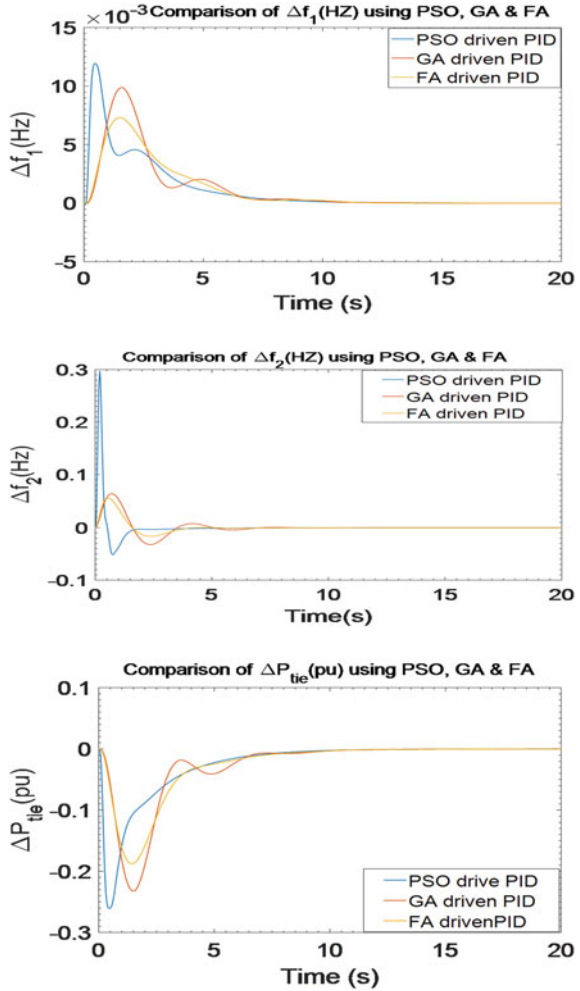 ×10⁻³ Comparison of Δf₁(HZ) using PSO, GA & FA
15
10
5
0
−5
Δf₁(Hz)
PSO driven PID
GA driven PID
FA driven PID
0 5 10 15 20
Time (s)
Comparison of Δf₂(HZ) using PSO, GA & FA
0.3
0.2
0.1
0
−0.1
Δf₂(Hz)
PSO driven PID
GA driven PID
FA driven PID
0 5 10 15 20
Time(s)
Comparison of ΔP_tie(pu) using PSO, GA & FA
0.1
0
−0.1
−0.2
−0.3
ΔP_tie(pu)
PSO drive PID
GA driven PID
FA drivenPID
0 5 10 15 20
Time (s)